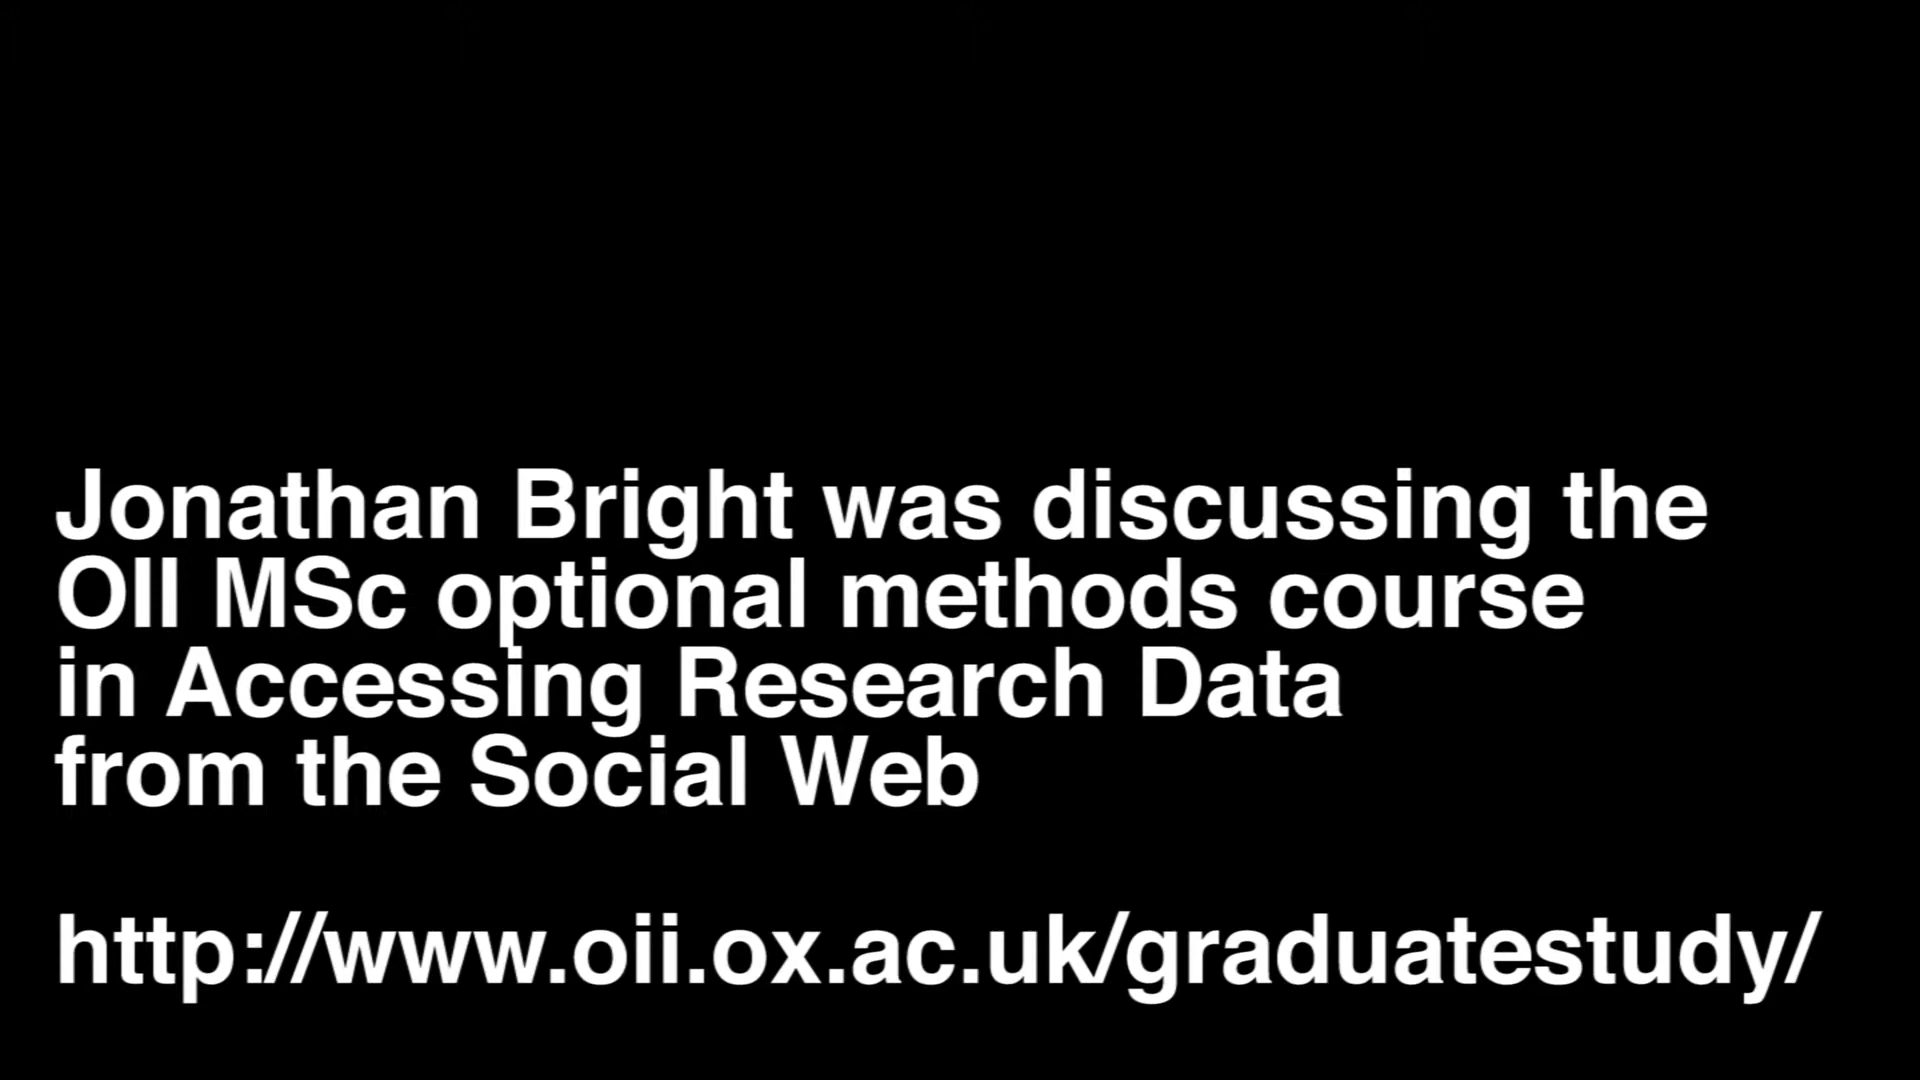 Jonathan Bright was discussing the
OII MSc optional methods course
in Accessing Research Data
from the Social Web
http://www.oii.ox.ac.uk/graduatestudy/